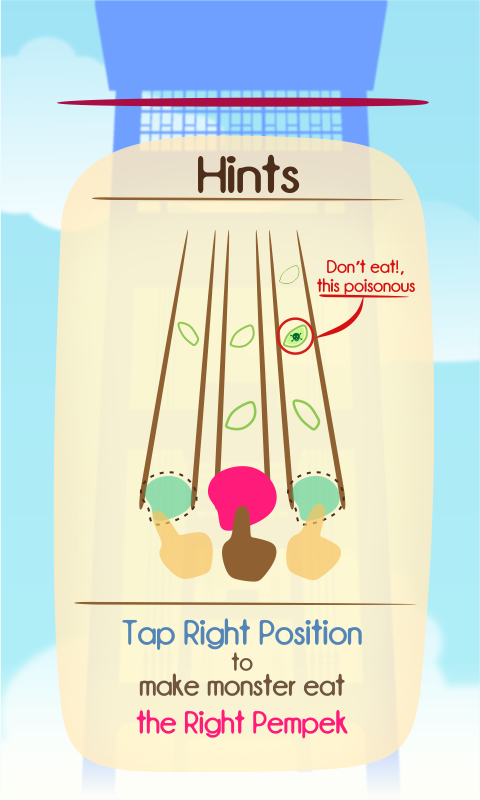 Hints
Don't eat!,
this poisonous
Tap Right Position
to
make monster eat
the Right Pempek